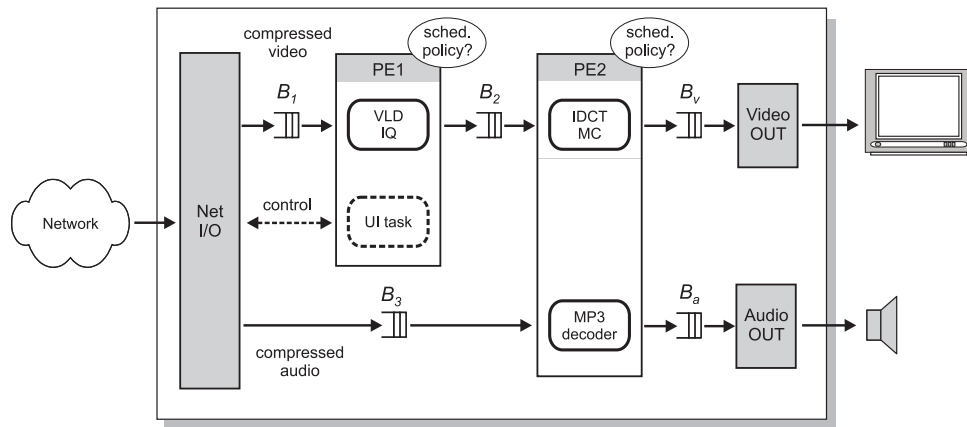 compressed
video
sched.
policy?
sched.
policy?
PE1
PE2
B1
VLD
IQ
B2
IDCT
MC
Bv
Video
OUT
Network
Net
I/O
control
UI task
B3
MP3
decoder
Ba
Audio
OUT
compressed
audio